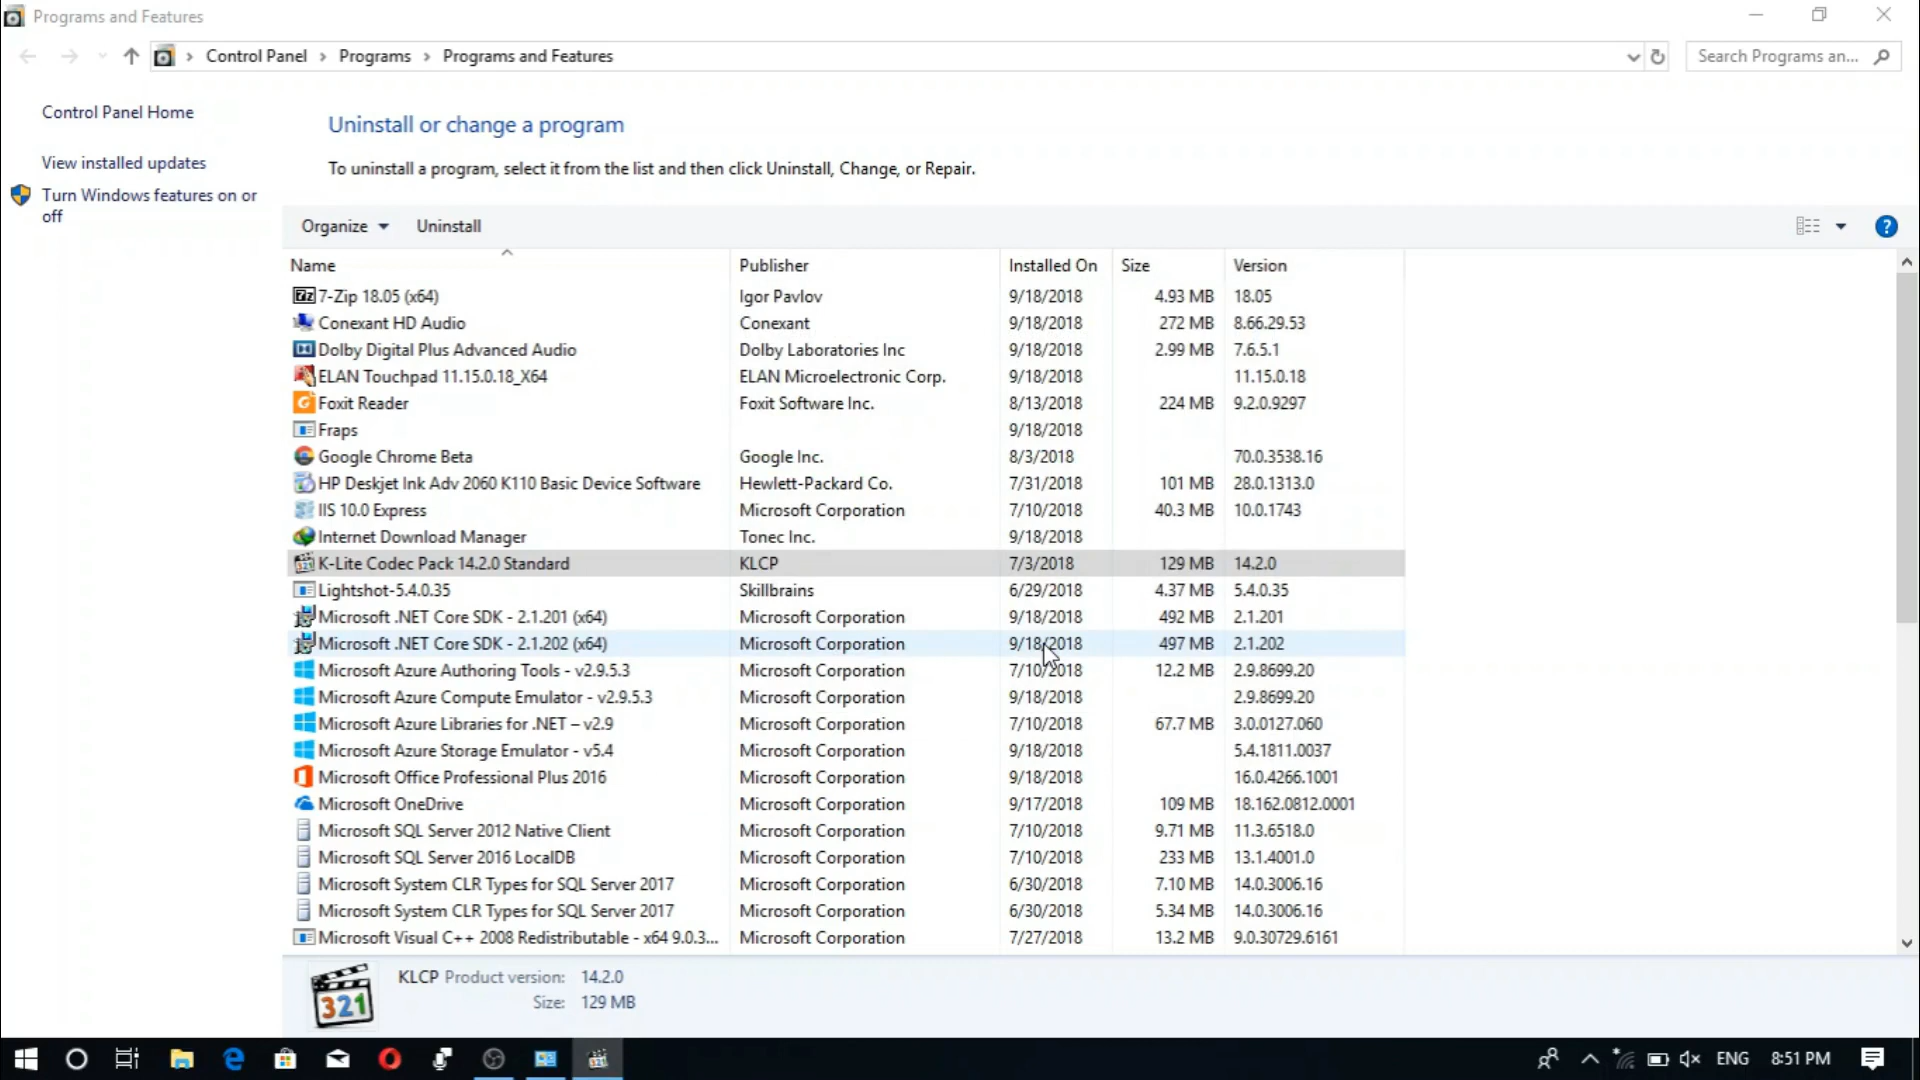 Programs and Features
Control Panel > Programs > Programs and Features
Search Programs an...
Control Panel Home
View installed updates
Turn Windows features on or
off
Uninstall or change a program
To uninstall a program, select it from the list and then click Uninstall, Change, or Repair.
Organize Uninstall
?
Name Publisher Installed On Size Version
7-Zip 18.05 (x64) Igor Pavlov 9/18/2018 4.93 MB 18.05
Conexant HD Audio Conexant 9/18/2018 272 MB 8.66.29.53
Dolby Digital Plus Advanced Audio Dolby Laboratories Inc 9/18/2018 2.99 MB 7.6.5.1
ELAN Touchpad 11.15.0.18_X64 ELAN Microelectronic Corp. 9/18/2018 11.15.0.18
Foxit Reader Foxit Software Inc. 8/13/2018 224 MB 9.2.0.9297
Fraps 9/18/2018
Google Chrome Beta Google Inc. 8/3/2018 70.0.3538.16
HP Deskjet Ink Adv 2060 K110 Basic Device Software Hewlett-Packard Co. 7/31/2018 101 MB 28.0.1313.0
IIS 10.0 Express Microsoft Corporation 7/10/2018 40.3 MB 10.0.1743
Internet Download Manager Tonec Inc. 9/18/2018
K-Lite Codec Pack 14.2.0 Standard KLCP 7/3/2018 129 MB 14.2.0
Lightshot-5.4.0.35 Skillbrains 6/29/2018 4.37 MB 5.4.0.35
Microsoft .NET Core SDK - 2.1.201 (x64) Microsoft Corporation 9/18/2018 492 MB 2.1.201
Microsoft .NET Core SDK - 2.1.202 (x64) Microsoft Corporation 9/18/2018 497 MB 2.1.202
Microsoft Azure Authoring Tools - v2.9.5.3 Microsoft Corporation 7/10/2018 12.2 MB 2.9.8699.20
Microsoft Azure Compute Emulator - v2.9.5.3 Microsoft Corporation 9/18/2018 2.9.8699.20
Microsoft Azure Libraries for .NET – v2.9 Microsoft Corporation 7/10/2018 67.7 MB 3.0.0127.060
Microsoft Azure Storage Emulator - v5.4 Microsoft Corporation 9/18/2018 5.4.1811.0037
Microsoft Office Professional Plus 2016 Microsoft Corporation 9/18/2018 16.0.4266.1001
Microsoft OneDrive Microsoft Corporation 9/17/2018 109 MB 18.162.0812.0001
Microsoft SQL Server 2012 Native Client Microsoft Corporation 7/10/2018 9.71 MB 11.3.6518.0
Microsoft SQL Server 2016 LocalDB Microsoft Corporation 7/10/2018 233 MB 13.1.4001.0
Microsoft System CLR Types for SQL Server 2017 Microsoft Corporation 6/30/2018 7.10 MB 14.0.3006.16
Microsoft System CLR Types for SQL Server 2017 Microsoft Corporation 6/30/2018 5.34 MB 14.0.3006.16
Microsoft Visual C++ 2008 Redistributable - x64 9.0.3... Microsoft Corporation 7/27/2018 13.2 MB 9.0.30729.6161
321
KLCP Product version: 14.2.0
Size: 129 MB
ENG 8:51 PM